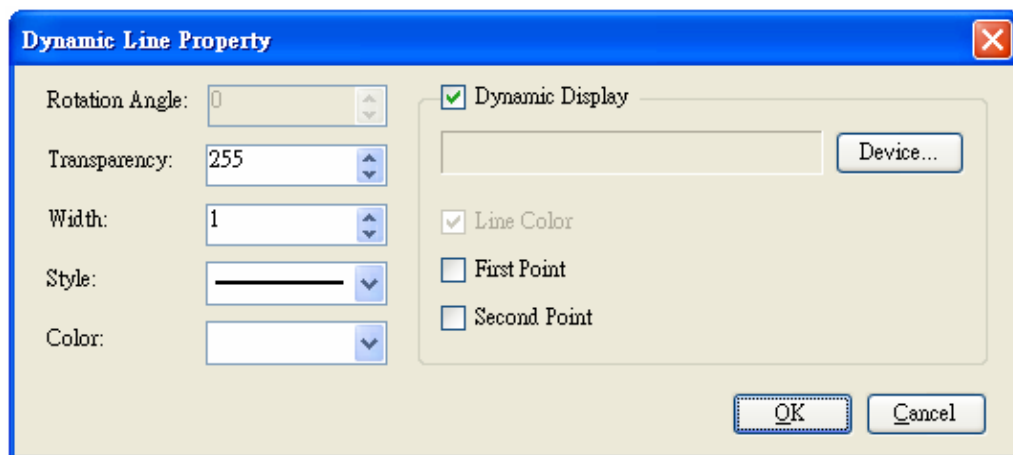 Dynamic Line Property
Rotation Angle: 0
Transparency: 255
Width: 1
Style:
Color:
Dynamic Display
Device...
Line Color
First Point
Second Point
OK
Cancel